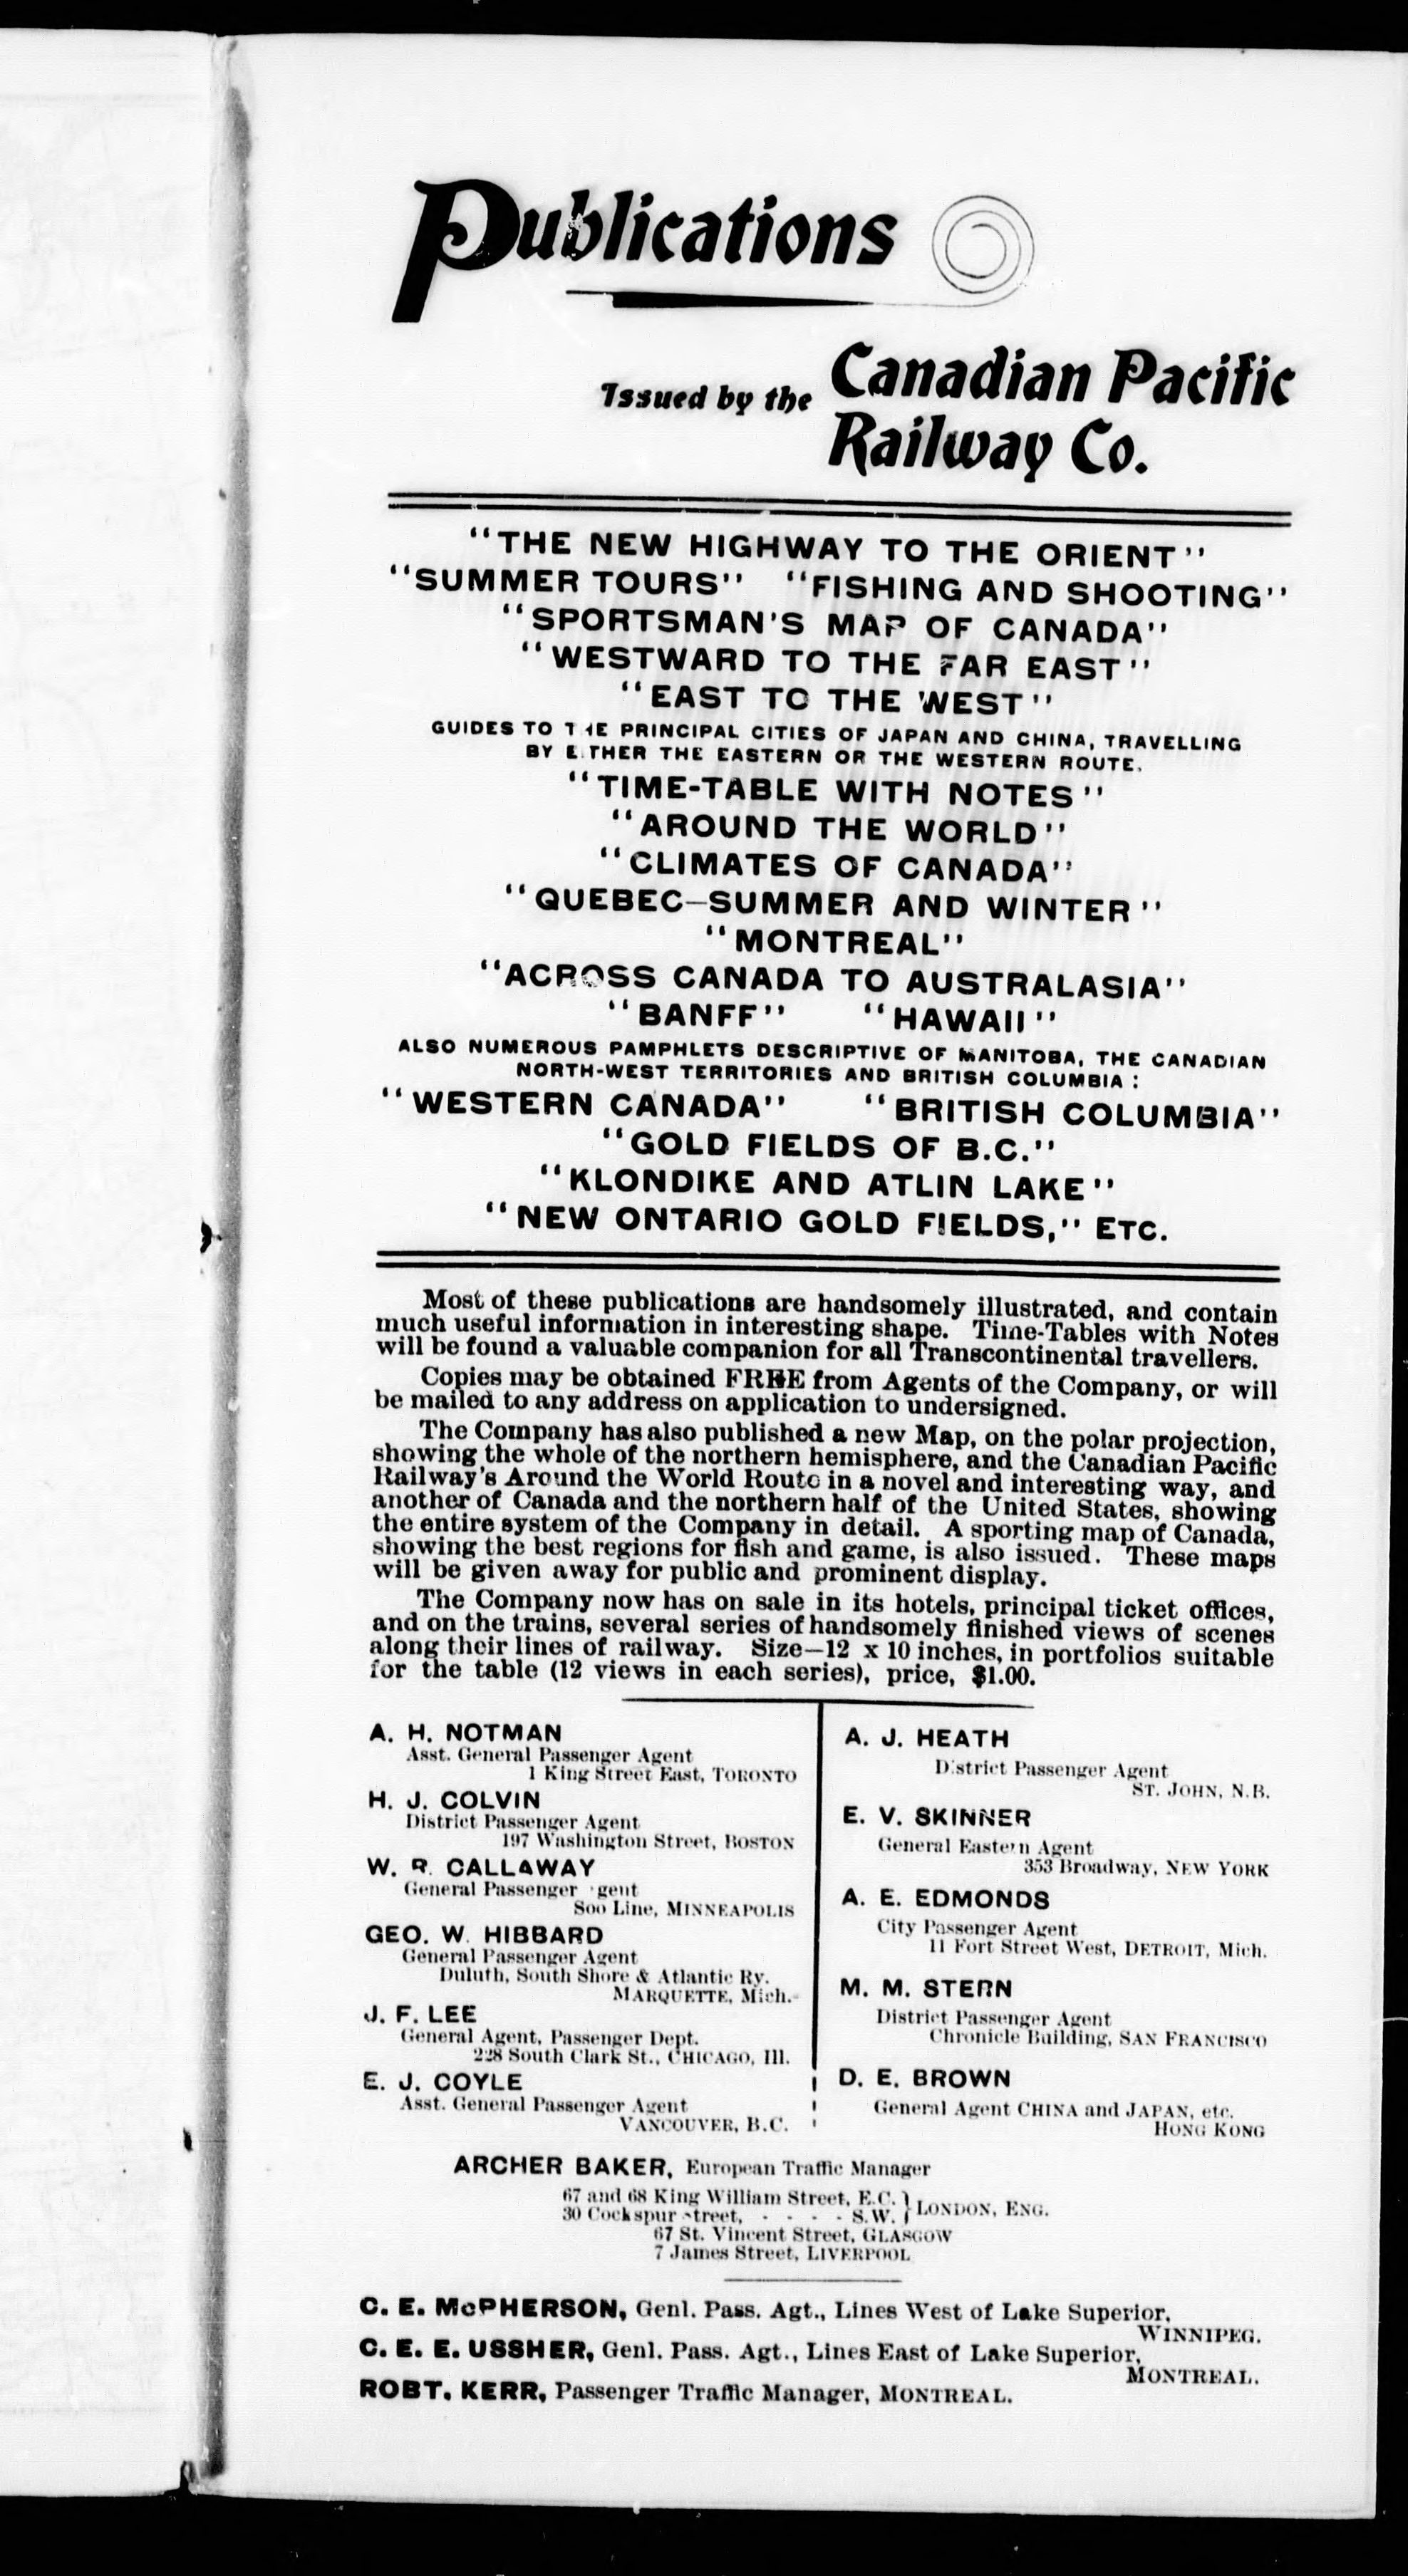 Publications
Issued by the Canadian Pacific
Railway Co.
"THE NEW HIGHWAY TO THE ORIENT"
"SUMMER TOURS" "FISHING AND SHOOTING"
"SPORTSMAN'S MAP OF CANADA"
"WESTWARD TO THE FAR EAST"
"EAST TO THE WEST"
GUIDES TO THE PRINCIPAL CITIES OF JAPAN AND CHINA, TRAVELLING
BY EITHER THE EASTERN OR THE WESTERN ROUTE.
"TIME-TABLE WITH NOTES"
"AROUND THE WORLD"
"CLIMATES OF CANADA"
"QUEBEC—SUMMER AND WINTER"
"MONTREAL"
"ACROSS CANADA TO AUSTRALASIA"
"BANFF" "HAWAII"
ALSO NUMEROUS PAMPHLETS DESCRIPTIVE OF MANITOBA, THE CANADIAN
NORTH-WEST TERRITORIES AND BRITISH COLUMBIA:
"WESTERN CANADA" "BRITISH COLUMBIA"
"GOLD FIELDS OF B.C."
"KLONDIKE AND ATLIN LAKE"
"NEW ONTARIO GOLD FIELDS," ETC.
Most of these publications are handsomely illustrated, and contain
much useful information in interesting shape. Time-Tables with Notes
will be found a valuable companion for all Transcontinental travellers.
Copies may be obtained FREE from Agents of the Company, or will
be mailed to any address on application to undersigned.
The Company has also published a new Map, on the polar projection,
showing the whole of the northern hemisphere, and the Canadian Pacific
Railway's Around the World Route in a novel and interesting way, and
another of Canada and the northern half of the United States, showing
the entire system of the Company in detail. A sporting map of Canada,
showing the best regions for fish and game, is also issued. These maps
will be given away for public and prominent display.
The Company now has on sale in its hotels, principal ticket offices,
and on the trains, several series of handsomely finished views of scenes
along their lines of railway. Size—12 x 10 inches, in portfolios suitable
for the table (12 views in each series), price, $1.00.
A. H. NOTMAN
Asst. General Passenger Agent
1 King Street East, TORONTO
H. J. COLVIN
District Passenger Agent
197 Washington Street, BOSTON
W. R. CALLAWAY
General Passenger Agent
Soo Line, MINNEAPOLIS
GEO. W. HIBBARD
General Passenger Agent
Duluth, South Shore & Atlantic Ry.
MARQUETTE, Mich.
J. F. LEE
General Agent, Passenger Dept.
228 South Clark St., CHICAGO, Ill.
E. J. COYLE
Asst. General Passenger Agent
VANCOUVER, B.C.
A. J. HEATH
District Passenger Agent
ST. JOHN, N.B.
E. V. SKINNER
General Eastern Agent
353 Broadway, NEW YORK
A. E. EDMONDS
City Passenger Agent
11 Fort Street West, DETROIT, Mich.
M. M. STERN
District Passenger Agent
Chronicle Building, SAN FRANCISCO
D. E. BROWN
General Agent CHINA and JAPAN, etc.
HONG KONG
ARCHER BAKER, European Traffic Manager
67 and 68 King William Street, E.C. } LONDON, ENG.
30 Cockspur Street, - - - - S.W. }
67 St. Vincent Street, GLASGOW
7 James Street, LIVERPOOL
C. E. McPHERSON, Genl. Pass. Agt., Lines West of Lake Superior,
WINNIPEG.
C. E. E. USSHER, Genl. Pass. Agt., Lines East of Lake Superior,
MONTREAL.
ROBT. KERR, Passenger Traffic Manager, MONTREAL.